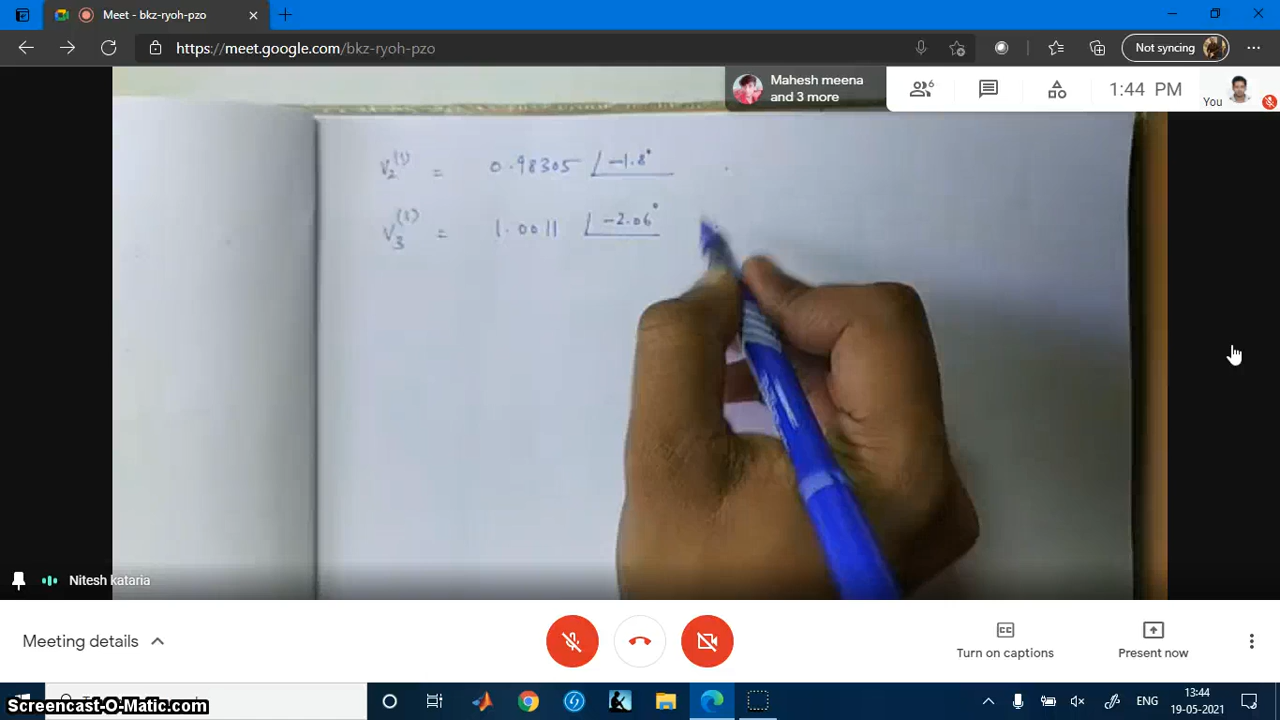 Meet - bkz-ryoh-pzo
https://meet.google.com/bkz-ryoh-pzo
Not syncing
Mahesh meena
and 3 more
6
1:44 PM
You
V₂⁽¹⁾ = 0.98305 ∠-1.8°
V₃⁽¹⁾ = 1.0011 ∠-2.06°
Nitesh kataria
Meeting details
CC
Turn on captions
Present now
ENG
13:44
19-05-2021
Screencast-O-Matic.com